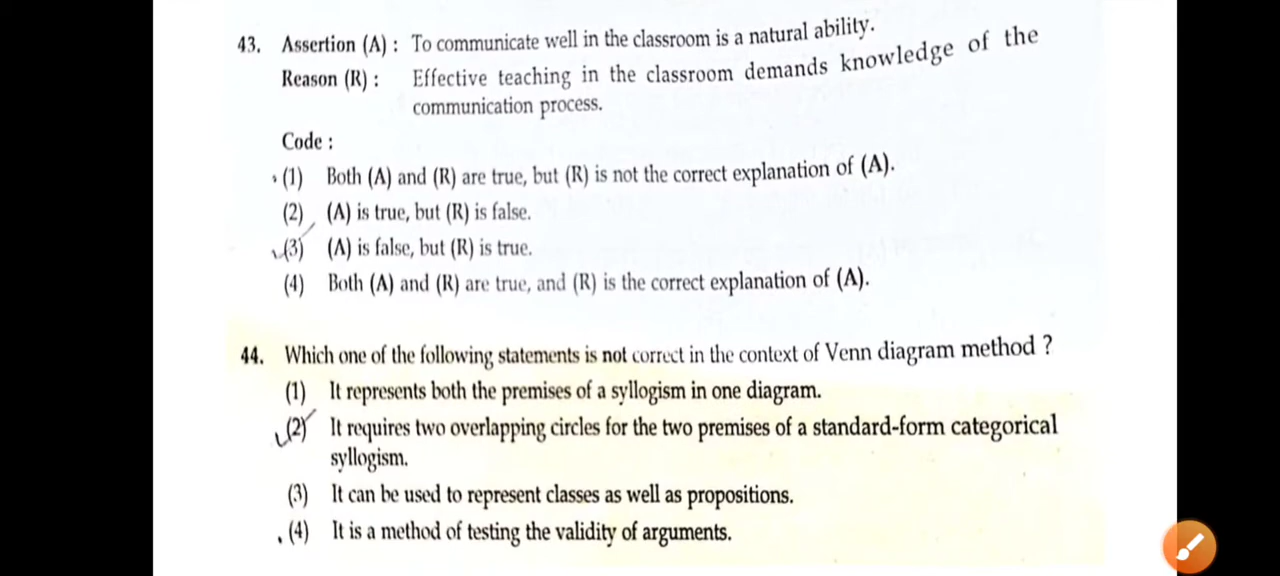 43. Assertion (A) : To communicate well in the classroom is a natural ability.
Reason (R) : Effective teaching in the classroom demands knowledge of the
communication process.
Code :
(1) Both (A) and (R) are true, but (R) is not the correct explanation of (A).
(2) (A) is true, but (R) is false.
(3) (A) is false, but (R) is true.
(4) Both (A) and (R) are true, and (R) is the correct explanation of (A).
44. Which one of the following statements is not correct in the context of Venn diagram method ?
(1) It represents both the premises of a syllogism in one diagram.
(2) It requires two overlapping circles for the two premises of a standard-form categorical
syllogism.
(3) It can be used to represent classes as well as propositions.
(4) It is a method of testing the validity of arguments.